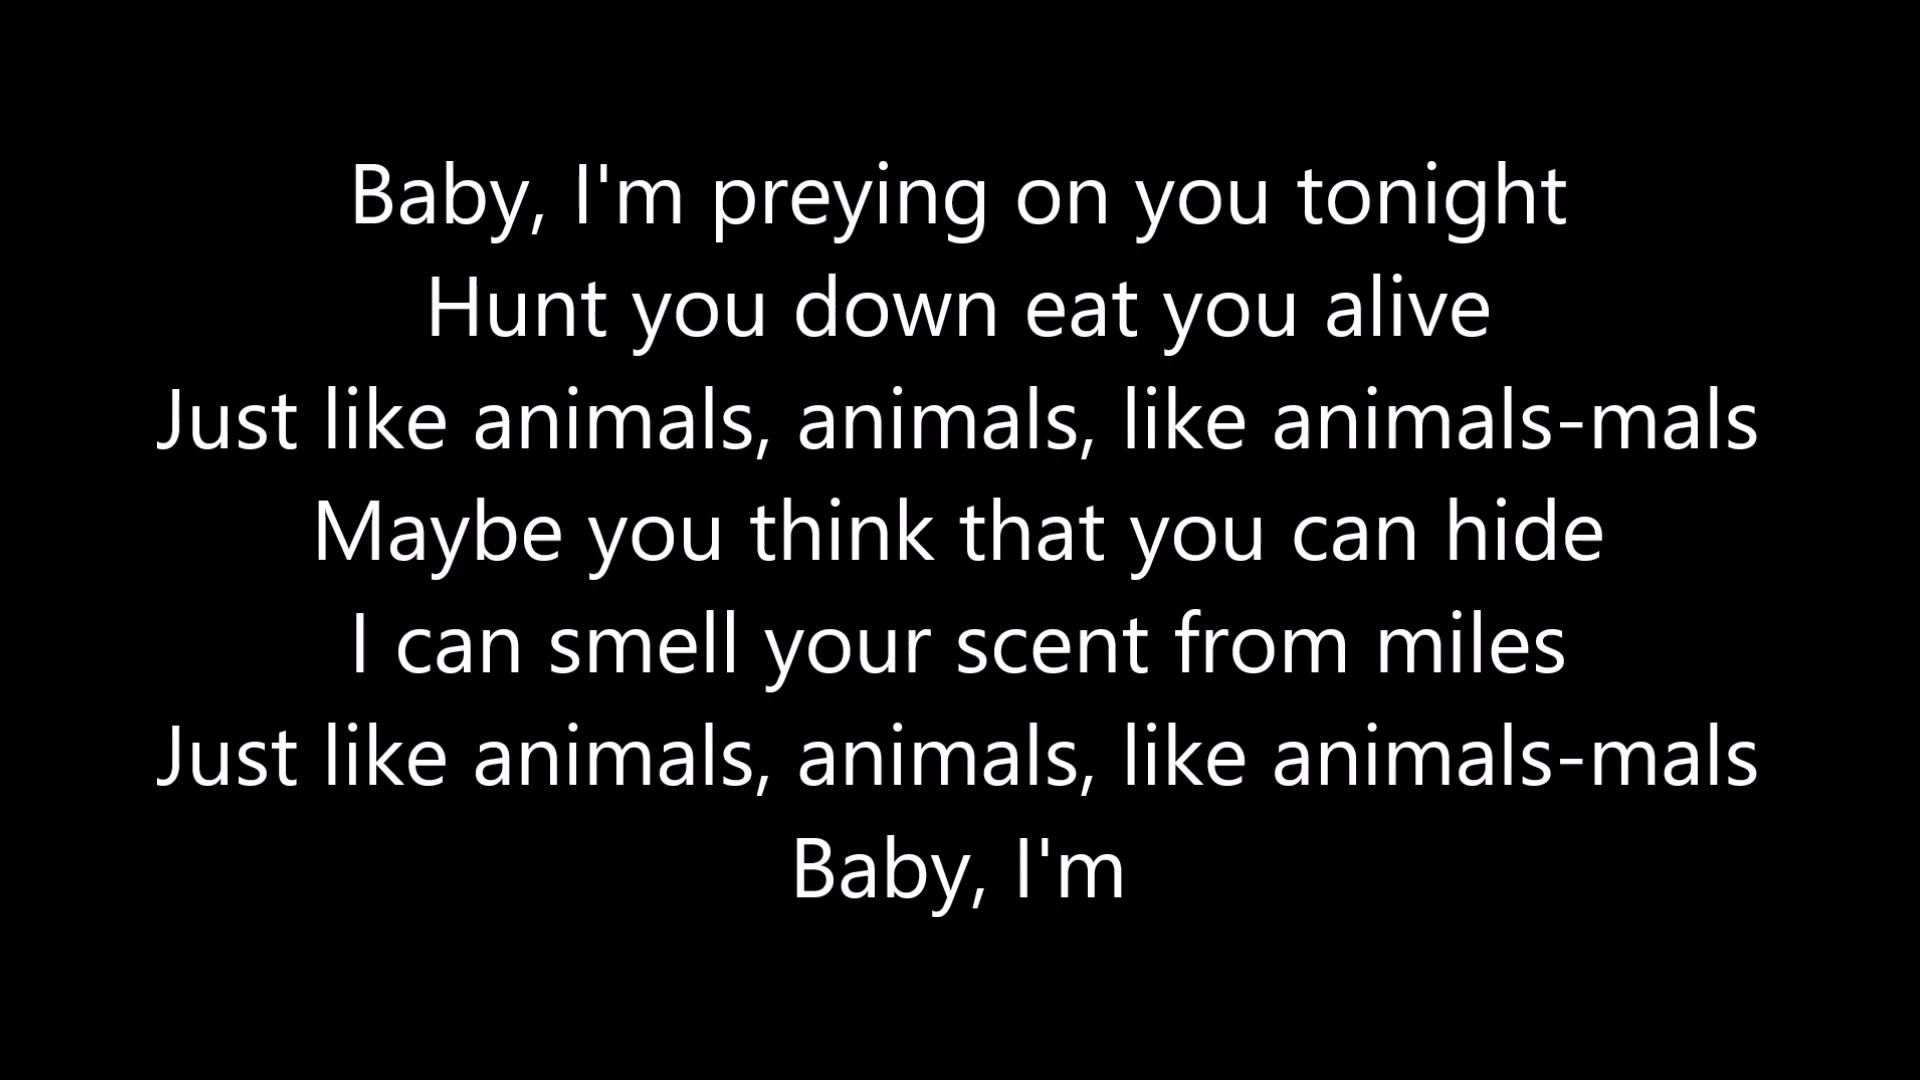 Baby, I'm preying on you tonight
Hunt you down eat you alive
Just like animals, animals, like animals-mals
Maybe you think that you can hide
I can smell your scent from miles
Just like animals, animals, like animals-mals
Baby, I'm